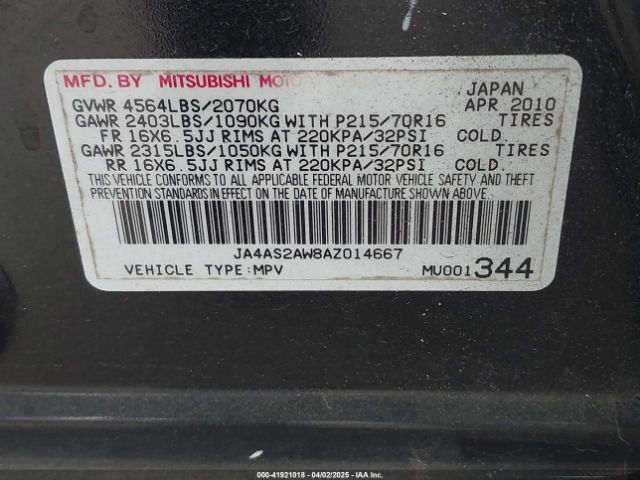 MFD. BY MITSUBISHI MOTO
JAPAN
GVWR 4564LBS/2070KG APR 2010
GAWR 2403LBS/1090KG WITH P215/70R16 TIRES
FR 16X6.5JJ RIMS AT 220KPA/32PSI COLD.
GAWR 2315LBS/1050KG WITH P215/70R16 TIRES
RR 16X6.5JJ RIMS AT 220KPA/32PSI COLD.
THIS VEHICLE CONFORMS TO ALL APPLICABLE FEDERAL MOTOR VEHICLE SAFETY AND THEFT
PREVENTION STANDARDS IN EFFECT ON THE DATE OF MANUFACTURE SHOWN ABOVE.
JA4AS2AW8AZ014667
VEHICLE TYPE:MPV MU001344
000-41921018 - 04/02/2025 - IAA Inc.